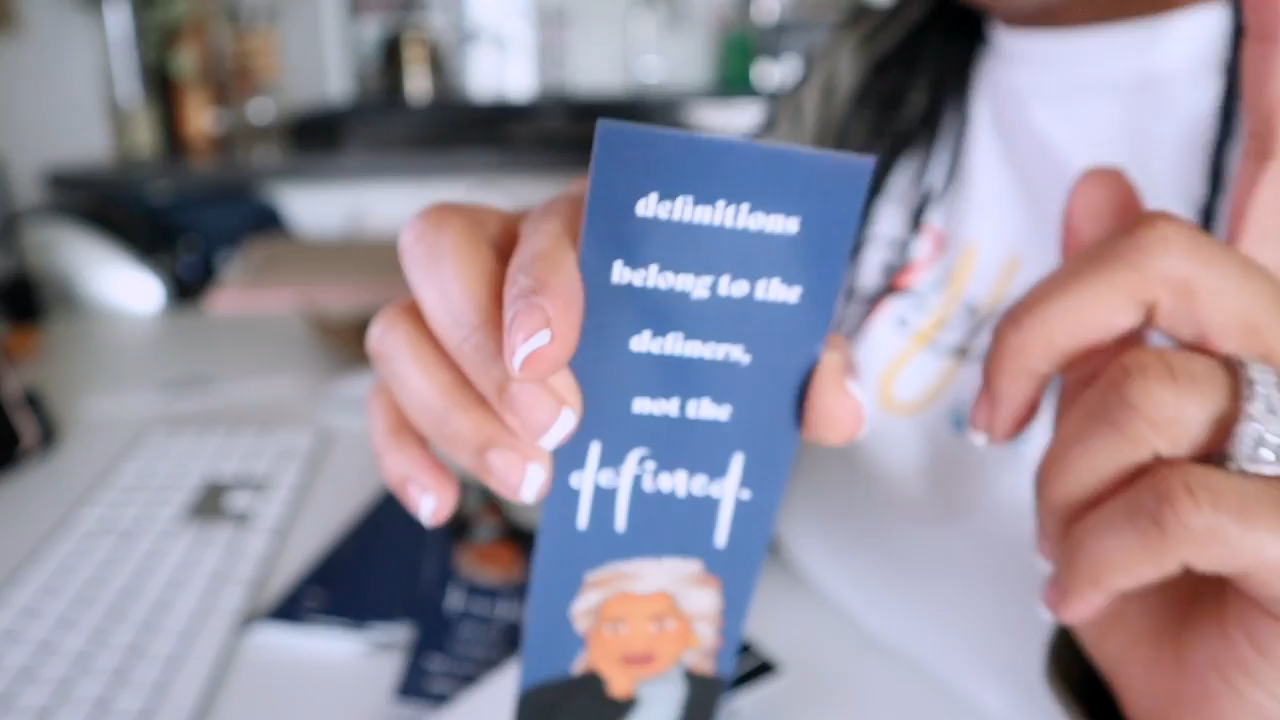 definitions
belong to the
definers,
not the
defined.